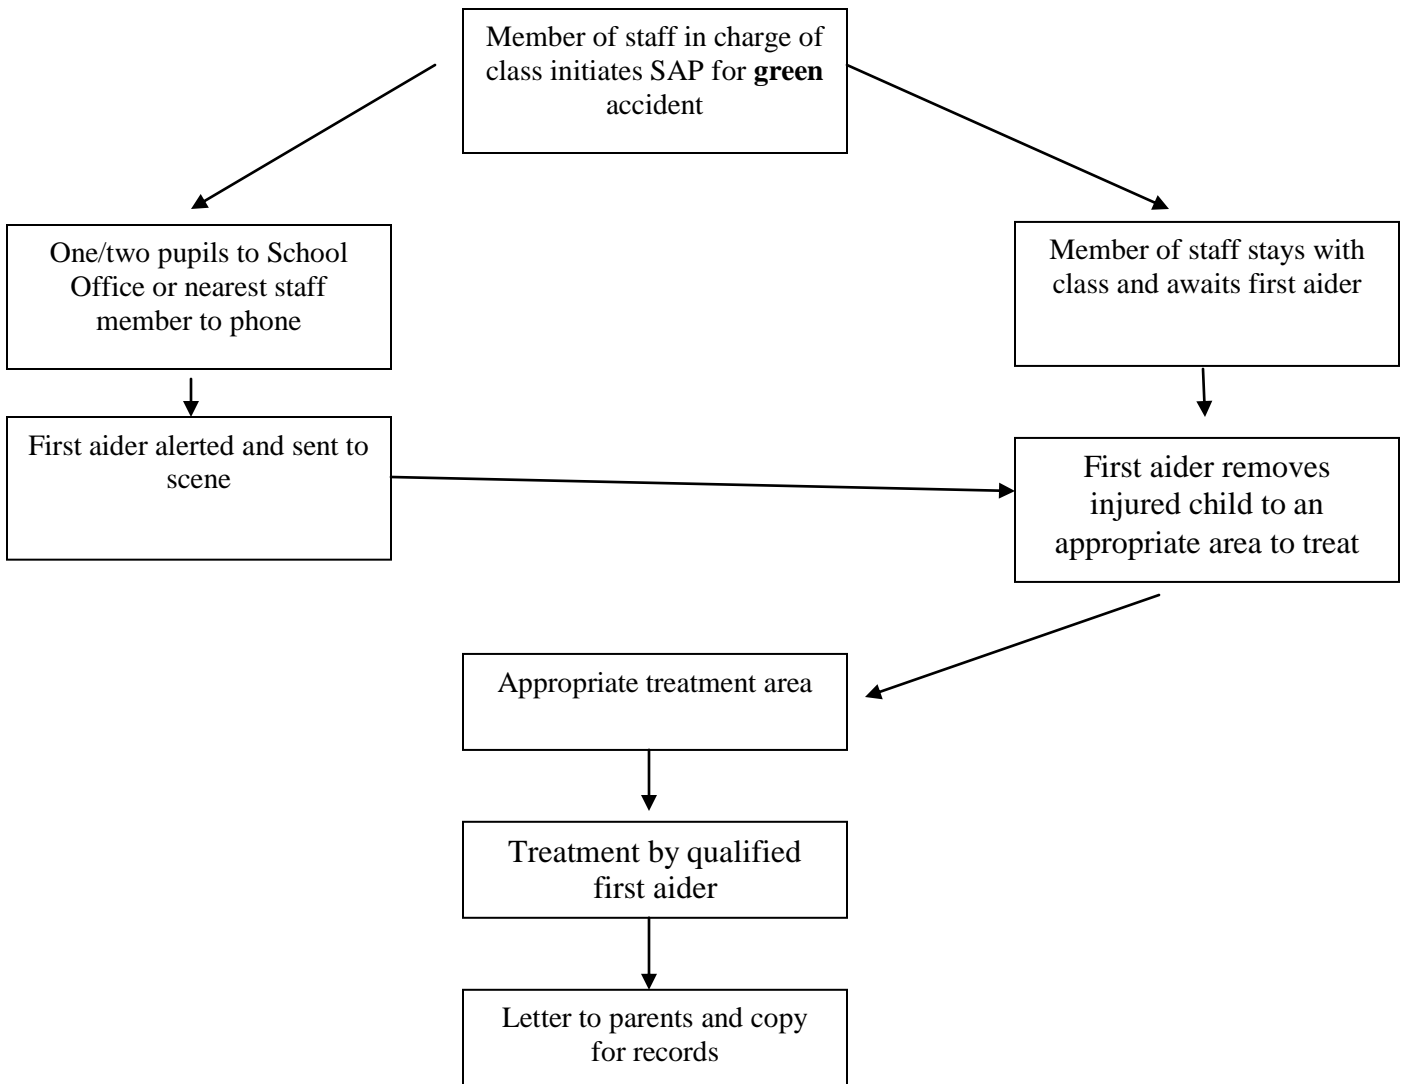 Member of staff in charge of
class initiates SAP for green
accident
One/two pupils to School
Office or nearest staff
member to phone
Member of staff stays with
class and awaits first aider
First aider alerted and sent to
scene
First aider removes
injured child to an
appropriate area to treat
Appropriate treatment area
Treatment by qualified
first aider
Letter to parents and copy
for records